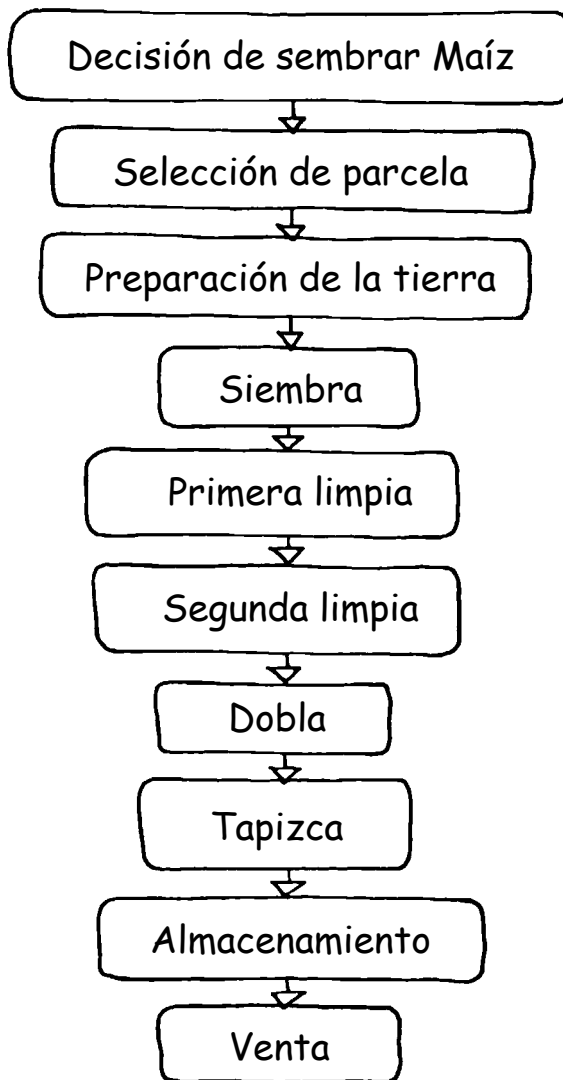 Decisión de sembrar Maíz
Selección de parcela
Preparación de la tierra
Siembra
Primera limpia
Segunda limpia
Dobla
Tapizca
Almacenamiento
Venta